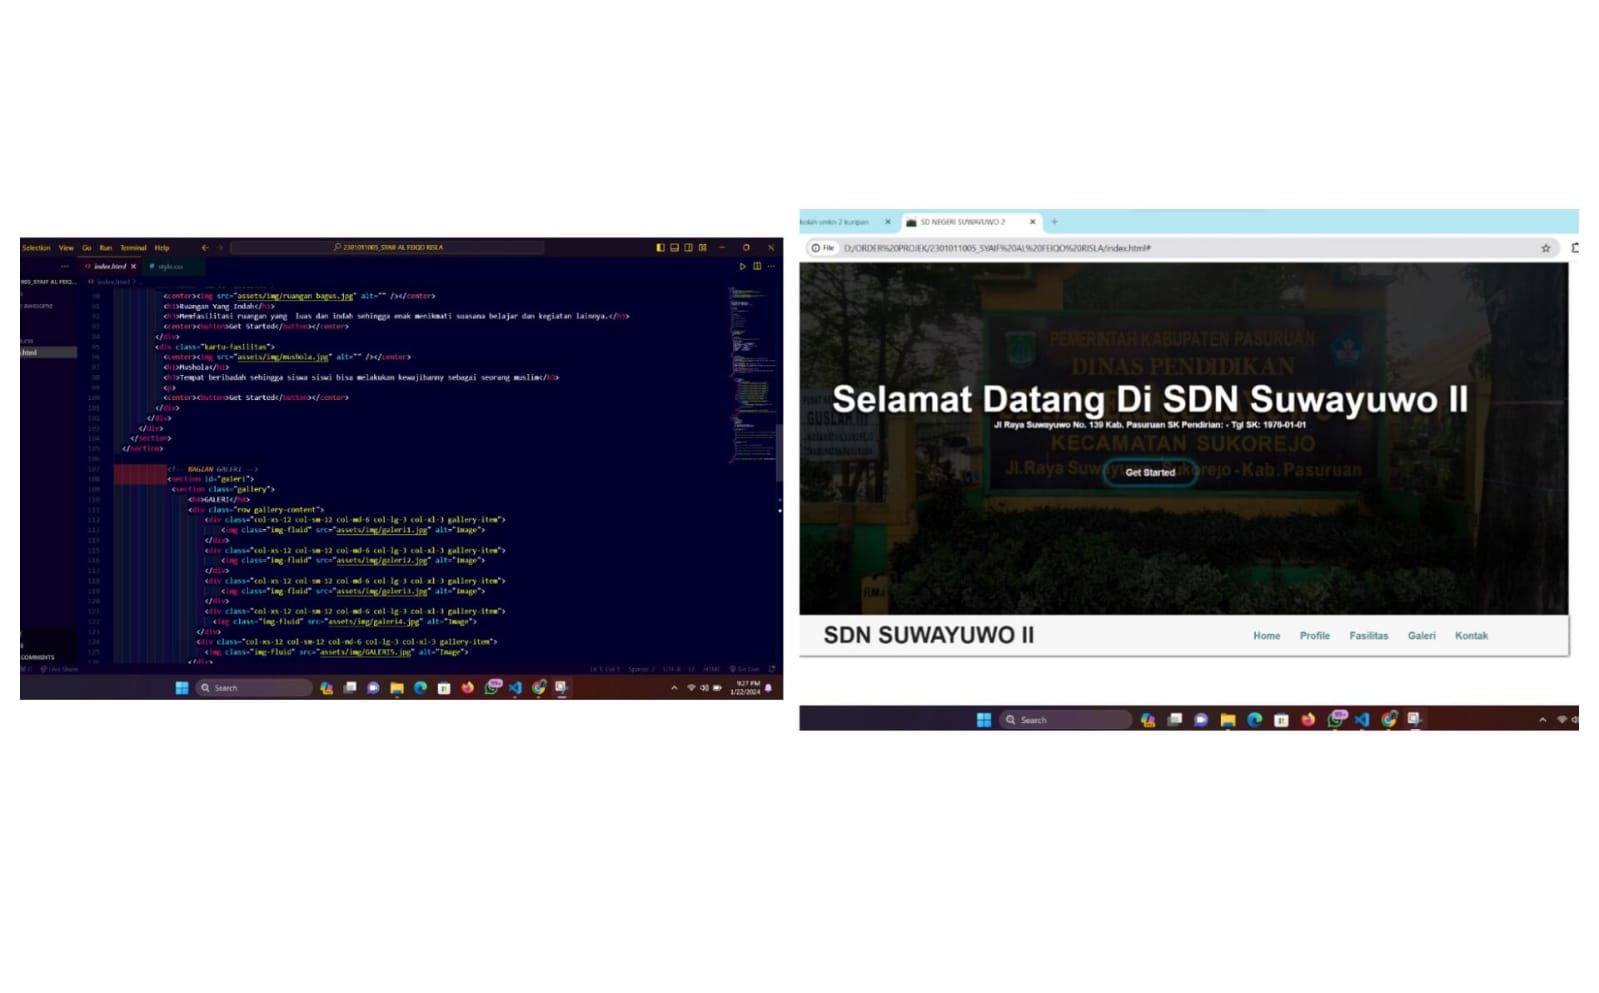 Selection View Go Run Terminal Help
2301011005_SYAIF AL FEIQO RISLA
index.html
# style.css
index.html
<center><img src="assets/img/ruangan bagus.jpg" alt="" /></center>
<h1>Ruangan Yang Indah</h1>
<h3>Memfasilitasi ruangan yang luas dan indah sehingga enak menikmati suasana belajar dan kegiatan lainnya.</h3>
<center><button>Get Started</button></center>
</div>
<div class="kartu-fasilitas">
<center><img src="assets/img/mushola.jpg" alt="" /></center>
<h1>Mushola</h1>
<h3>Tempat beribadah sehingga siswa siswi bisa melakukan kewajibanny sebagai seorang muslim</h3>
<p>
<center><button>Get Started</button></center>
</div>
</div>
</div>
</section>
</section>
<!-- BAGIAN GALERI -->
<section id="galeri">
<section class="gallery">
<h4>GALERI</h4>
<div class="row gallery-content">
<div class="col-xs-12 col-sm-12 col-md-6 col-lg-3 col-xl-3 gallery-item">
<img class="img-fluid" src="assets/img/galeri1.jpg" alt="Image">
</div>
<div class="col-xs-12 col-sm-12 col-md-6 col-lg-3 col-xl-3 gallery-item">
<img class="img-fluid" src="assets/img/galeri2.jpg" alt="Image">
</div>
<div class="col-xs-12 col-sm-12 col-md-6 col-lg-3 col-xl-3 gallery-item">
<img class="img-fluid" src="assets/img/galeri3.jpg" alt="Image">
</div>
<div class="col-xs-12 col-sm-12 col-md-6 col-lg-3 col-xl-3 gallery-item">
<img class="img-fluid" src="assets/img/galeri4.jpg" alt="Image">
</div>
<div class="col-xs-12 col-sm-12 col-md-6 col-lg-3 col-xl-3 gallery-item">
<img class="img-fluid" src="assets/img/GALERI5.jpg" alt="Image">
</div>
COMMENTS
Live Share
Search
9:27 PM
1/22/2024
kolah smkn 2 kuripan
SD NEGERI SUWAYUWO 2
File D:/ORDER%20PROJEK/2301011005_SYAIF%20AL%20FEIQO%20RISLA/index.html#
PEMERINTAH KABUPATEN PASURUAN
DINAS PENDIDIKAN
Selamat Datang Di SDN Suwayuwo II
Jl Raya Suwayuwo No. 139 Kab. Pasuruan SK Pendirian: - Tgl SK: 1976-01-01
KECAMATAN SUKOREJO
Jl.Raya Suwayuwo Sukorejo-Kab.Pasuruan
Get Started
SDN SUWAYUWO II
Home Profile Fasilitas Galeri Kontak
Search